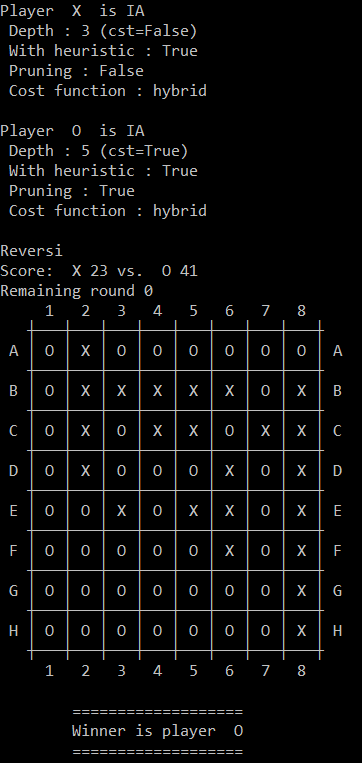 Player  X  is IA
 Depth : 3 (cst=False)
 With heuristic : True
 Pruning : False
 Cost function : hybrid
Player  O  is IA
 Depth : 5 (cst=True)
 With heuristic : True
 Pruning : True
 Cost function : hybrid
Reversi
Score:  X 23 vs.  O 41
Remaining round 0
1 2 3 4 5 6 7 8
A O X O O O O O O A
B O X X X X X O X B
C O X O X X O X X C
D O X O O O X O X D
E O O X O X X O X E
F O O O O O X O X F
G O O O O O O O X G
H O O O O O O O X H
1 2 3 4 5 6 7 8
===================
Winner is player  O
===================